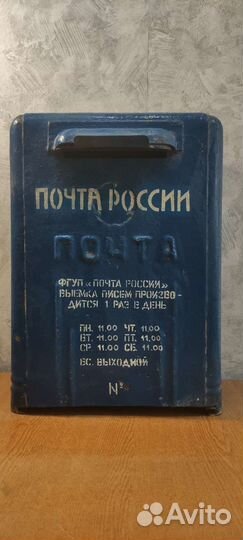 ПОЧТА РОССИИ
ПОЧТА
ФГУП «ПОЧТА РОССИИ»
ВЫЕМКА ПИСЕМ ПРОИЗВО-
ДИТСЯ 1 РАЗ В ДЕНЬ
ПН. 11.00 ЧТ. 11.00
ВТ. 11.00 ПТ. 11.00
СР. 11.00 СБ. 11.00
ВС. ВЫХОДНОЙ
№
Avito